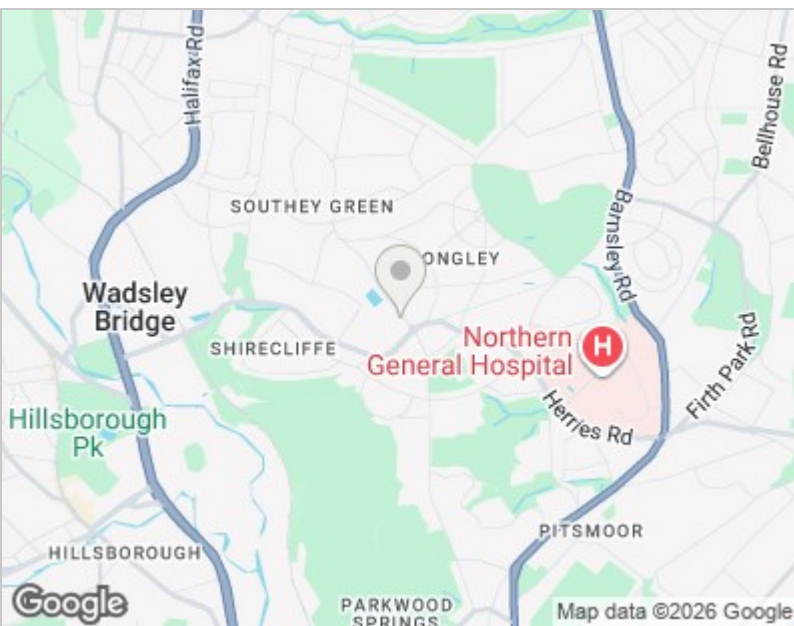 Halifax Rd
Bellhouse Rd
SOUTHEY GREEN
Barnsley Rd
ONGLEY
Wadsley
Bridge
SHIRECLIFFE
Northern
General Hospital
H
Firth Park Rd
Hillsborough
Pk
Herries Rd
HILLSBOROUGH
PITSMOOR
PARKWOOD
SPRINGS
Google
Map data ©2026 Google